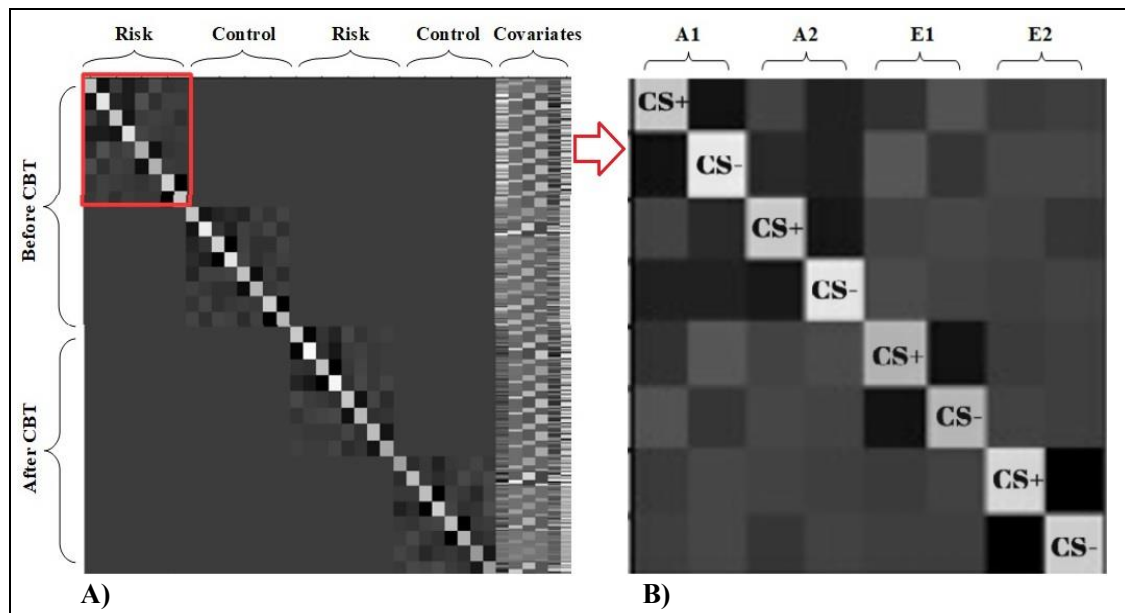 Risk Control Risk Control Covariates
Before CBT
After CBT
A)
A1 A2 E1 E2
CS+
CS-
CS+
CS-
CS+
CS-
CS+
CS-
B)